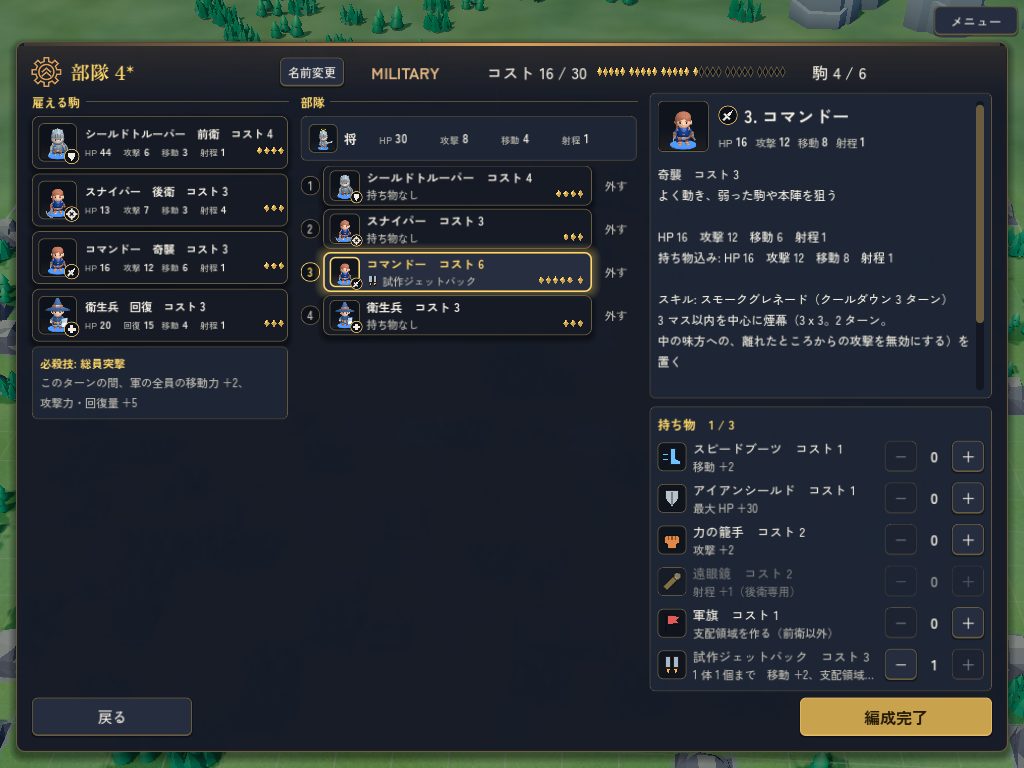 メニュー
部隊 4*
名前変更
MILITARY
コスト 16 / 30
駒 4 / 6
雇える駒
シールドトルーパー 前衛 コスト 4
HP 44 攻撃 6 移動 3 射程 1
スナイパー 後衛 コスト 3
HP 13 攻撃 7 移動 3 射程 4
コマンドー 奇襲 コスト 3
HP 16 攻撃 12 移動 6 射程 1
衛生兵 回復 コスト 3
HP 20 回復 15 移動 4 射程 1
必殺技: 総員突撃
このターンの間、軍の全員の移動力 +2、
攻撃力・回復量 +5
部隊
将 HP 30 攻撃 8 移動 4 射程 1
1 シールドトルーパー コスト 4 外す
持ち物なし
2 スナイパー コスト 3 外す
持ち物なし
3 コマンドー コスト 6 外す
試作ジェットパック
4 衛生兵 コスト 3 外す
持ち物なし
3. コマンドー
HP 16 攻撃 12 移動 8 射程 1
奇襲 コスト 3
よく動き、弱った駒や本陣を狙う
HP 16 攻撃 12 移動 6 射程 1
持ち物込み: HP 16 攻撃 12 移動 8 射程 1
スキル: スモークグレネード（クールダウン 3 ターン）
3 マス以内を中心に煙幕（3 x 3。2 ターン。
中の味方への、離れたところからの攻撃を無効にする）を
置く
持ち物 1 / 3
スピードブーツ コスト 1
移動 +2
− 0 +
アイアンシールド コスト 1
最大 HP +30
− 0 +
力の籠手 コスト 2
攻撃 +2
− 0 +
遠眼鏡 コスト 2
射程 +1（後衛専用）
− 0 +
軍旗 コスト 1
支配領域を作る（前衛以外）
− 0 +
試作ジェットパック コスト 3
1 体 1 個まで 移動 +2、支配領域...
− 1 +
戻る
編成完了